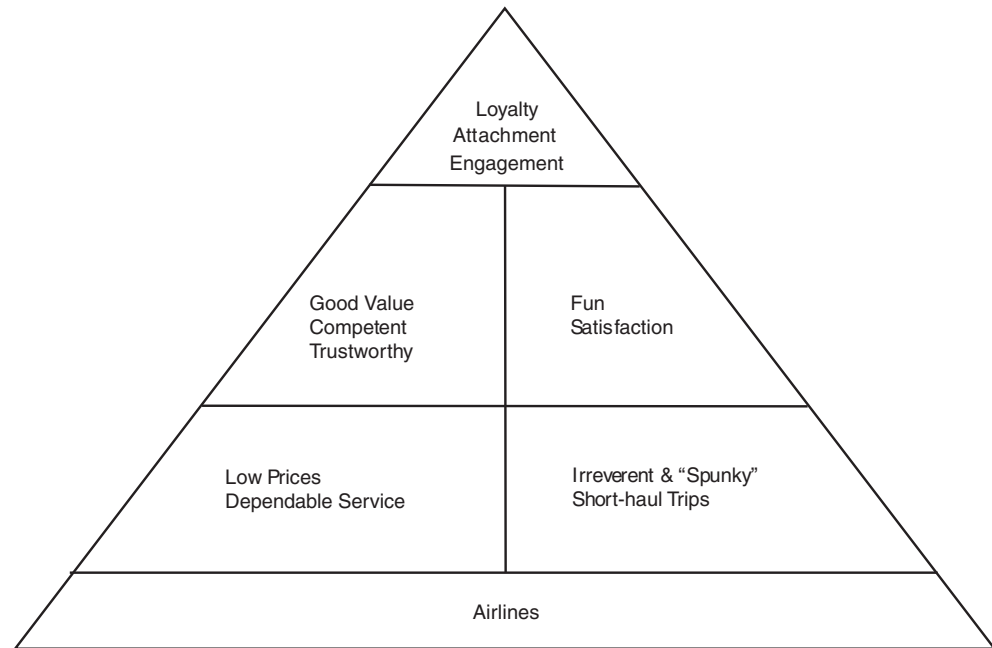 Loyalty
Attachment
Engagement
Good Value
Competent
Trustworthy
Fun
Satisfaction
Low Prices
Dependable Service
Irreverent & “Spunky”
Short-haul Trips
Airlines